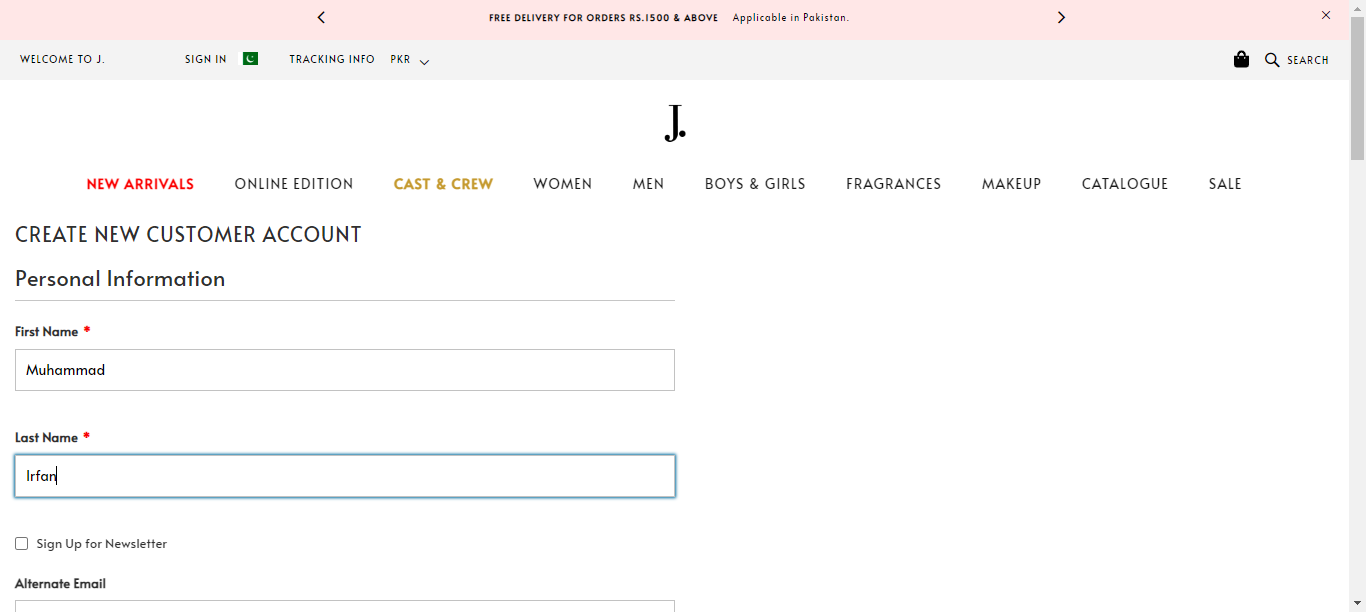 FREE DELIVERY FOR ORDERS RS.1500 & ABOVE Applicable in Pakistan.
WELCOME TO J. SIGN IN TRACKING INFO PKR SEARCH
J.
NEW ARRIVALS ONLINE EDITION CAST & CREW WOMEN MEN BOYS & GIRLS FRAGRANCES MAKEUP CATALOGUE SALE
CREATE NEW CUSTOMER ACCOUNT
Personal Information
First Name *
Muhammad
Last Name *
Irfan
Sign Up for Newsletter
Alternate Email